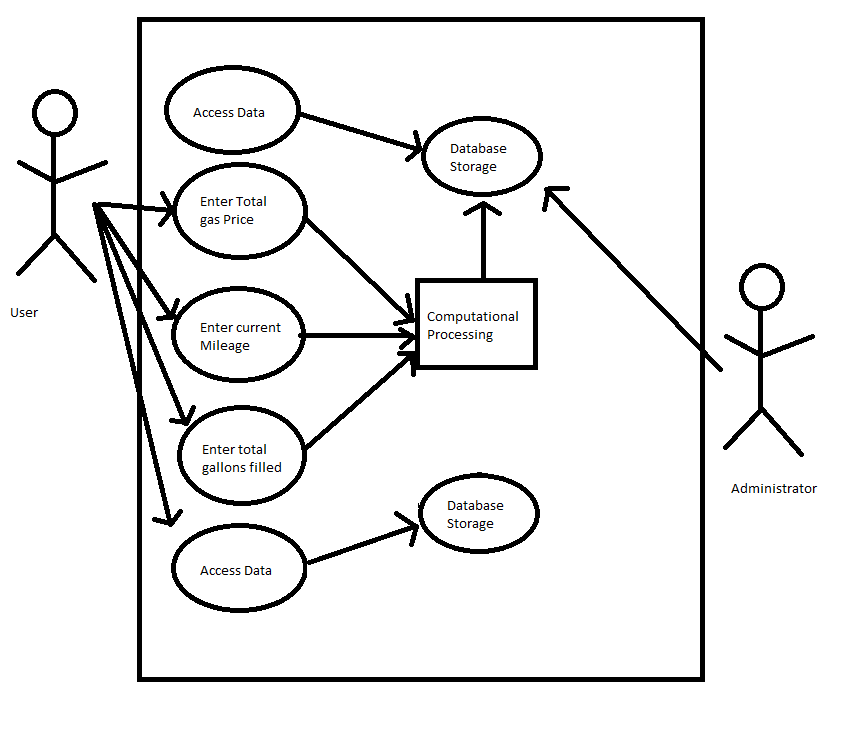 Access Data
Database
Storage
Enter Total
gas Price
User
Enter current
Mileage
Computational
Processing
Enter total
gallons filled
Administrator
Database
Storage
Access Data